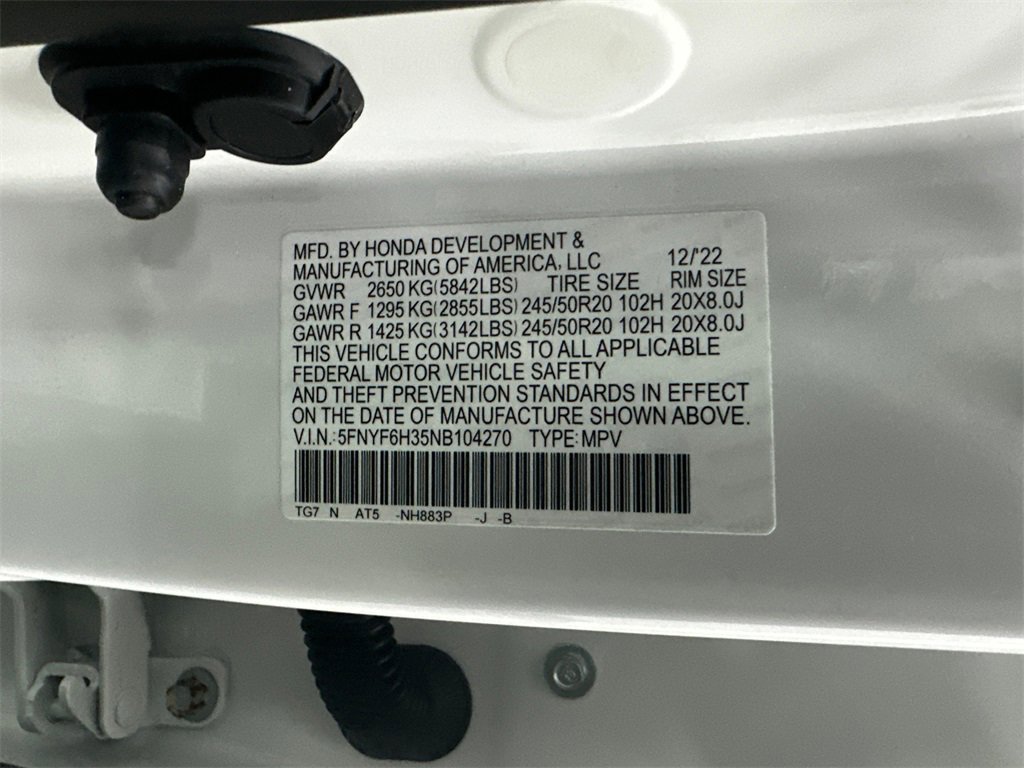 MFD. BY HONDA DEVELOPMENT &
MANUFACTURING OF AMERICA, LLC 12/'22
GVWR 2650 KG(5842LBS) TIRE SIZE RIM SIZE
GAWR F 1295 KG(2855LBS) 245/50R20 102H 20X8.0J
GAWR R 1425 KG(3142LBS) 245/50R20 102H 20X8.0J
THIS VEHICLE CONFORMS TO ALL APPLICABLE
FEDERAL MOTOR VEHICLE SAFETY
AND THEFT PREVENTION STANDARDS IN EFFECT
ON THE DATE OF MANUFACTURE SHOWN ABOVE.
V.I.N.:5FNYF6H35NB104270 TYPE:MPV
TG7 N AT5 -NH883P -J -B